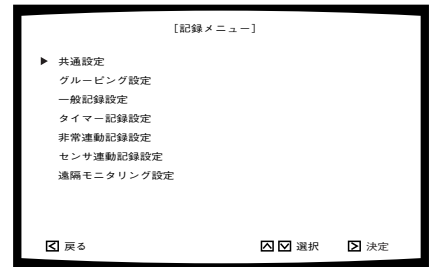 [記録メニュー]
▶ 共通設定
グルーピング設定
一般記録設定
タイマー記録設定
非常連動記録設定
センサ連動記録設定
遠隔モニタリング設定
< 戻る ∧ ∨ 選択 > 決定